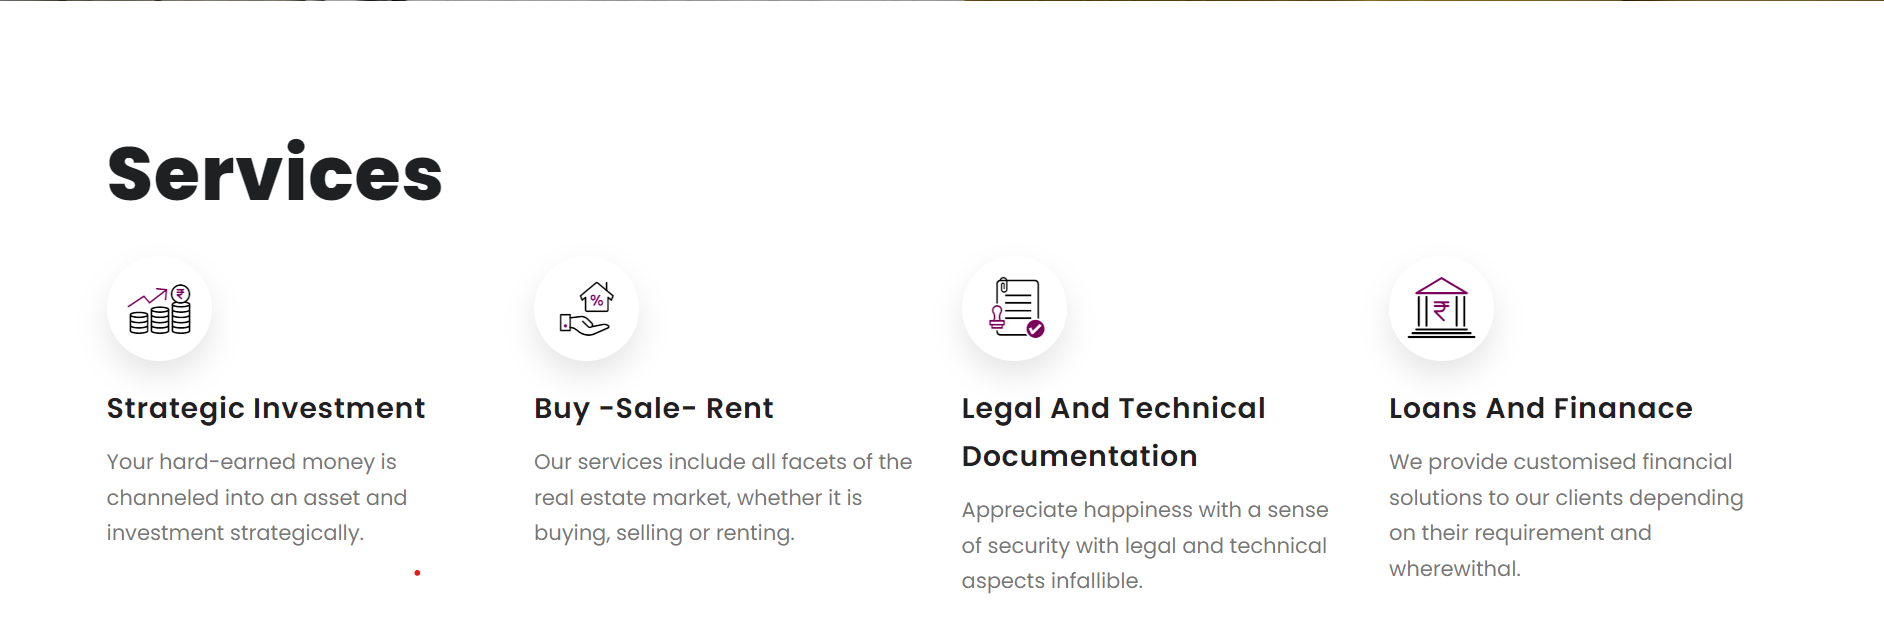 Services
Strategic Investment
Your hard-earned money is
channeled into an asset and
investment strategically.
%
Buy -Sale- Rent
Our services include all facets of the
real estate market, whether it is
buying, selling or renting.
Legal And Technical
Documentation
Appreciate happiness with a sense
of security with legal and technical
aspects infallible.
₹
Loans And Finanace
We provide customised financial
solutions to our clients depending
on their requirement and
wherewithal.